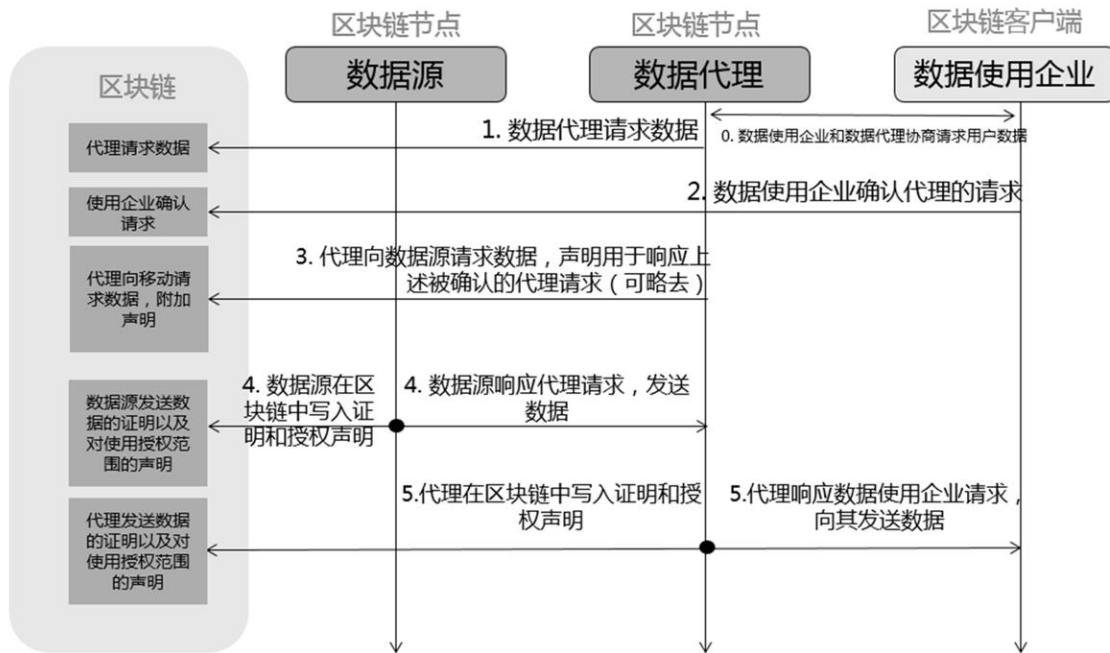 区块链节点
区块链节点
区块链客户端
数据源
数据代理
数据使用企业
区块链
代理请求数据
1. 数据代理请求数据
0. 数据使用企业和数据代理协商请求用户数据
使用企业确认
请求
2. 数据使用企业确认代理的请求
代理向移动请
求数据，附加
声明
3. 代理向数据源请求数据，声明用于响应上
述被确认的代理请求（可略去）
数据源发送数
据的证明以及
对使用授权范
围的声明
4. 数据源在区
块链中写入证
明和授权声明
4. 数据源响应代理请求，发送
数据
代理发送数据
的证明以及对
使用授权范围
的声明
5.代理在区块链中写入证明和授
权声明
5.代理响应数据使用企业请求，
向其发送数据